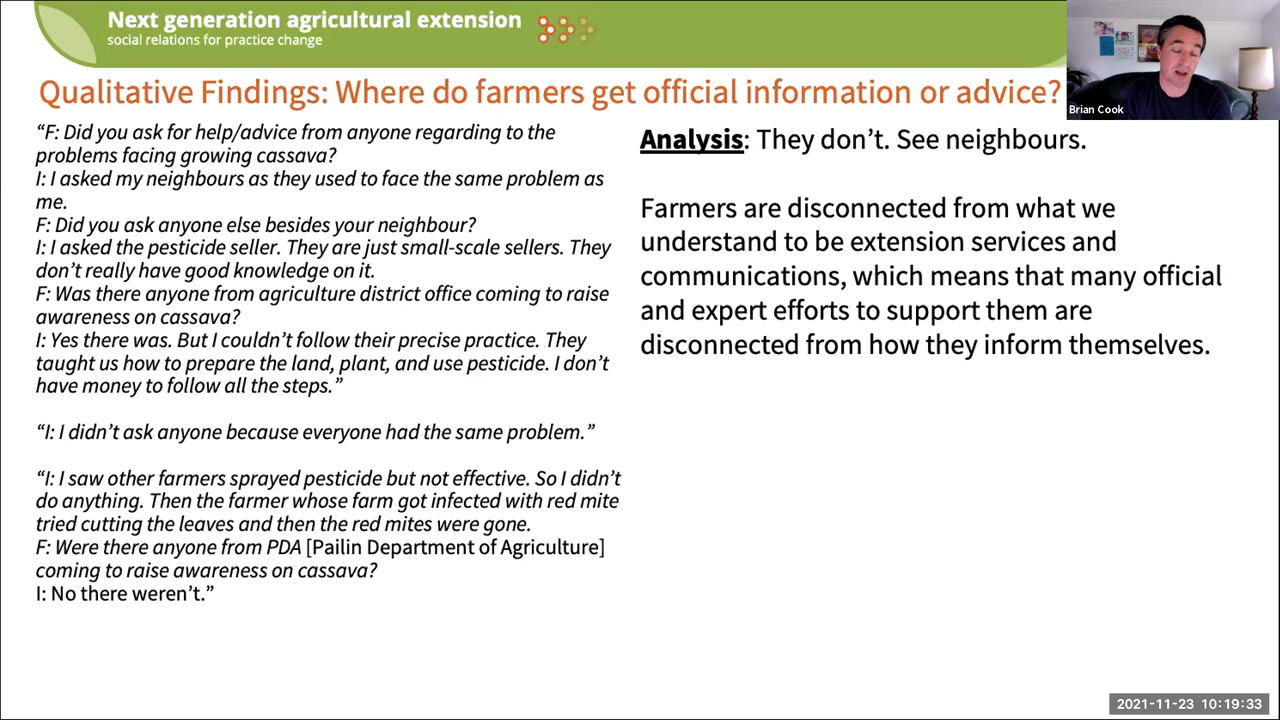 Next generation agricultural extension
social relations for practice change
Qualitative Findings: Where do farmers get official information or advice?
Brian Cook
“F: Did you ask for help/advice from anyone regarding to the
problems facing growing cassava?
I: I asked my neighbours as they used to face the same problem as
me.
F: Did you ask anyone else besides your neighbour?
I: I asked the pesticide seller. They are just small-scale sellers. They
don’t really have good knowledge on it.
F: Was there anyone from agriculture district office coming to raise
awareness on cassava?
I: Yes there was. But I couldn’t follow their precise practice. They
taught us how to prepare the land, plant, and use pesticide. I don’t
have money to follow all the steps.”
“I: I didn’t ask anyone because everyone had the same problem.”
“I: I saw other farmers sprayed pesticide but not effective. So I didn’t
do anything. Then the farmer whose farm got infected with red mite
tried cutting the leaves and then the red mites were gone.
F: Were there anyone from PDA [Pailin Department of Agriculture]
coming to raise awareness on cassava?
I: No there weren’t.”
Analysis: They don’t. See neighbours.
Farmers are disconnected from what we
understand to be extension services and
communications, which means that many official
and expert efforts to support them are
disconnected from how they inform themselves.
2021-11-23 10:19:33